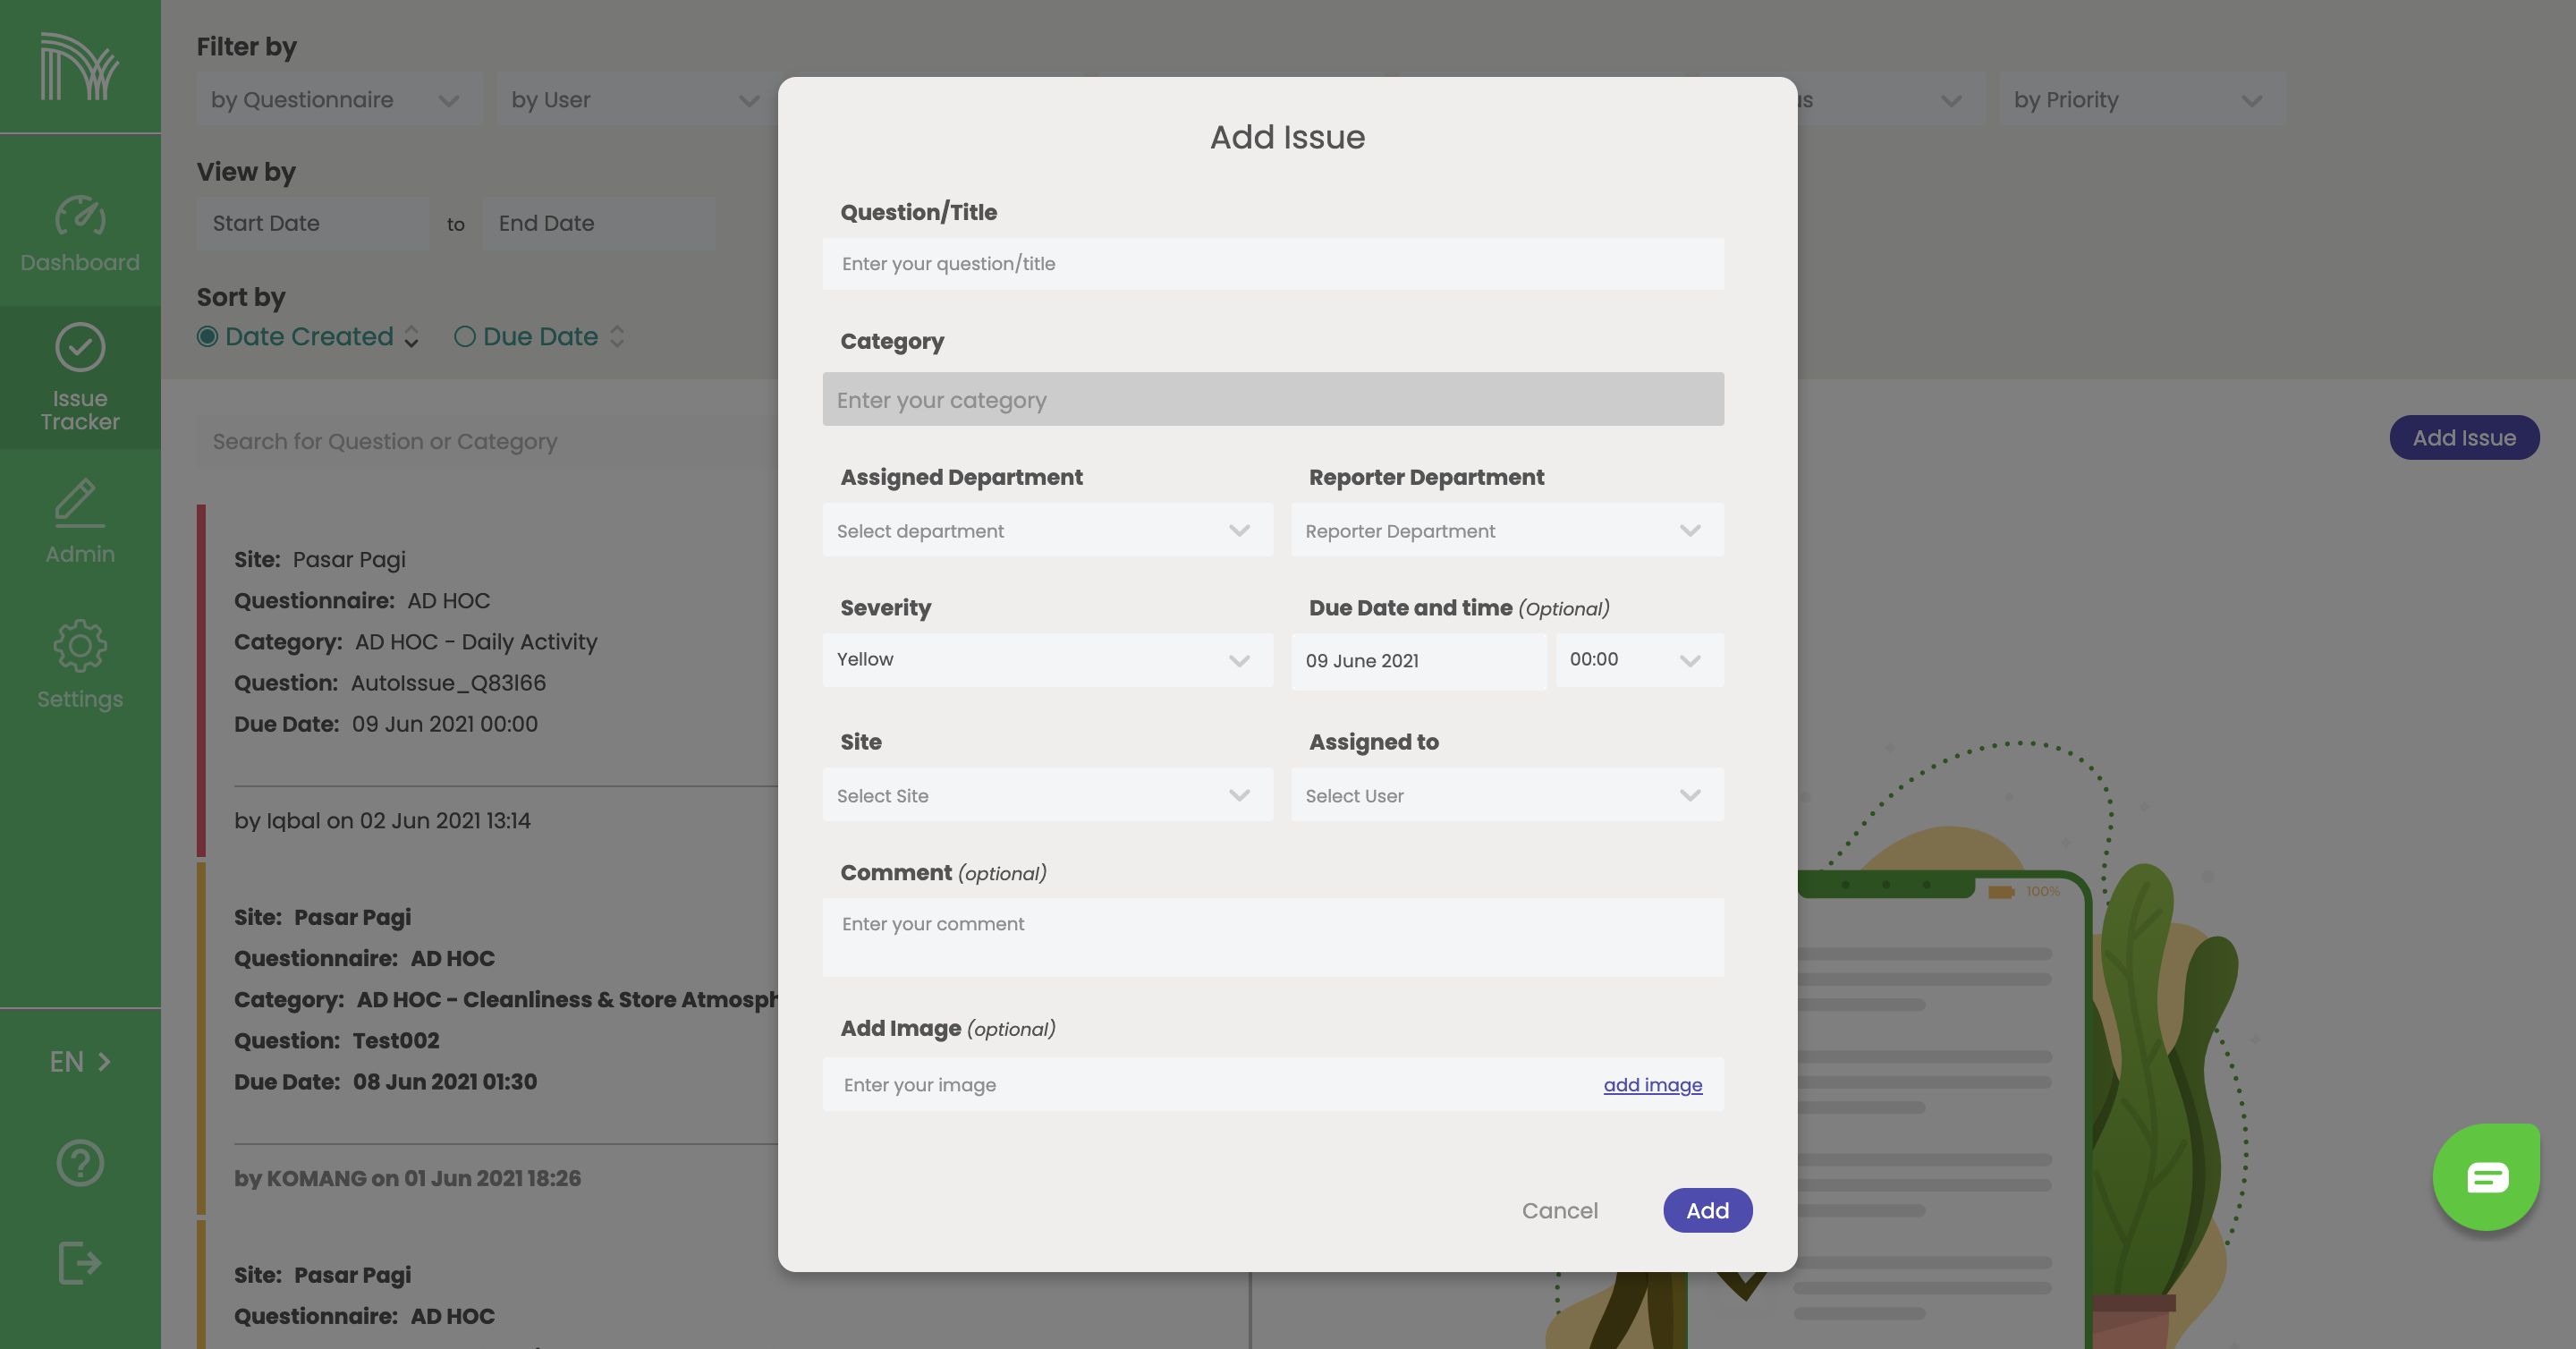 Filter by
by Questionnaire
by User
by Priority
View by
Start Date to End Date
Sort by
Date Created
Due Date
Search for Question or Category
Add Issue
Dashboard
Issue
Tracker
Admin
Settings
EN
Site: Pasar Pagi
Questionnaire: AD HOC
Category: AD HOC - Daily Activity
Question: AutoIssue_Q83l66
Due Date: 09 Jun 2021 00:00
by Iqbal on 02 Jun 2021 13:14
Site: Pasar Pagi
Questionnaire: AD HOC
Category: AD HOC - Cleanliness & Store Atmosph
Question: Test002
Due Date: 08 Jun 2021 01:30
by KOMANG on 01 Jun 2021 18:26
Site: Pasar Pagi
Questionnaire: AD HOC
Add Issue
Question/Title
Enter your question/title
Category
Enter your category
Assigned Department
Select department
Reporter Department
Reporter Department
Severity
Yellow
Due Date and time (Optional)
09 June 2021
00:00
Site
Select Site
Assigned to
Select User
Comment (optional)
Enter your comment
Add Image (optional)
Enter your image
add image
Cancel
Add
100%